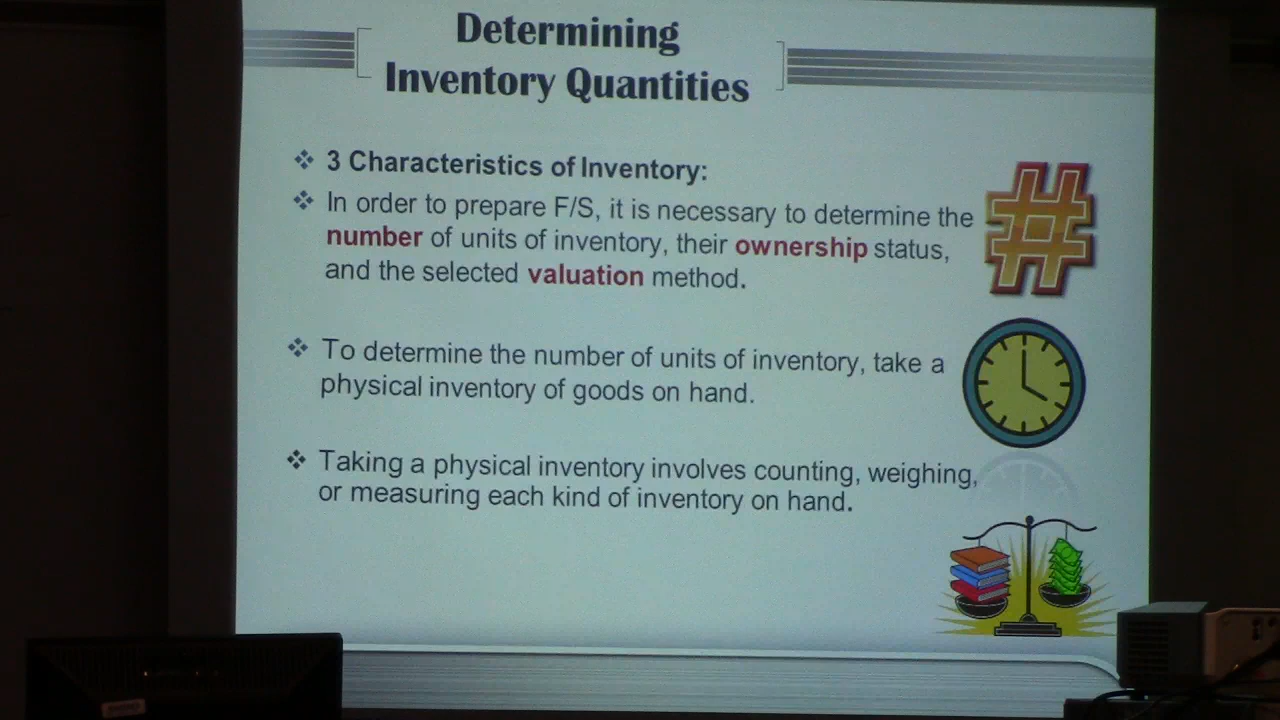 Determining
Inventory Quantities
3 Characteristics of Inventory:
In order to prepare F/S, it is necessary to determine the
number of units of inventory, their ownership status,
and the selected valuation method.
To determine the number of units of inventory, take a
physical inventory of goods on hand.
Taking a physical inventory involves counting, weighing,
or measuring each kind of inventory on hand.